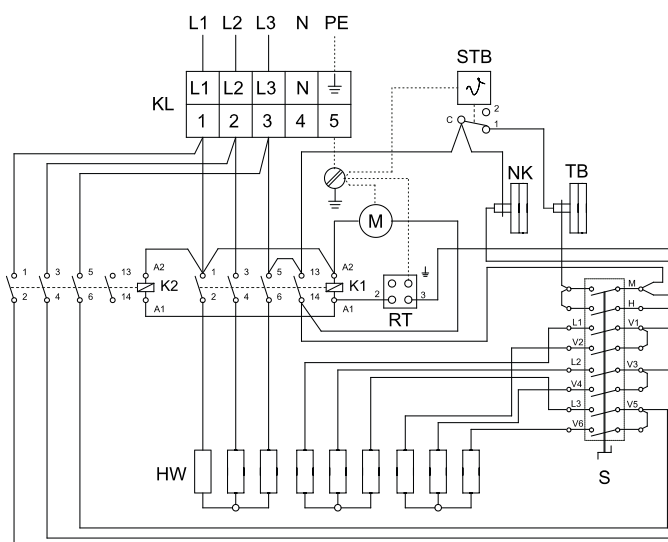 L1 L2 L3 N PE
STB
L1 L2 L3 N
KL
1 2 3 4 5
2
C
1
NK TB
M
1 3 5 13 A2 1 3 5 13 A2
K2 K1
2 4 6 14 A1 2 4 6 14 A1
2 3
RT
M
H
L1 V1
V2
L2 V3
V4
L3 V5
V6
HW
S